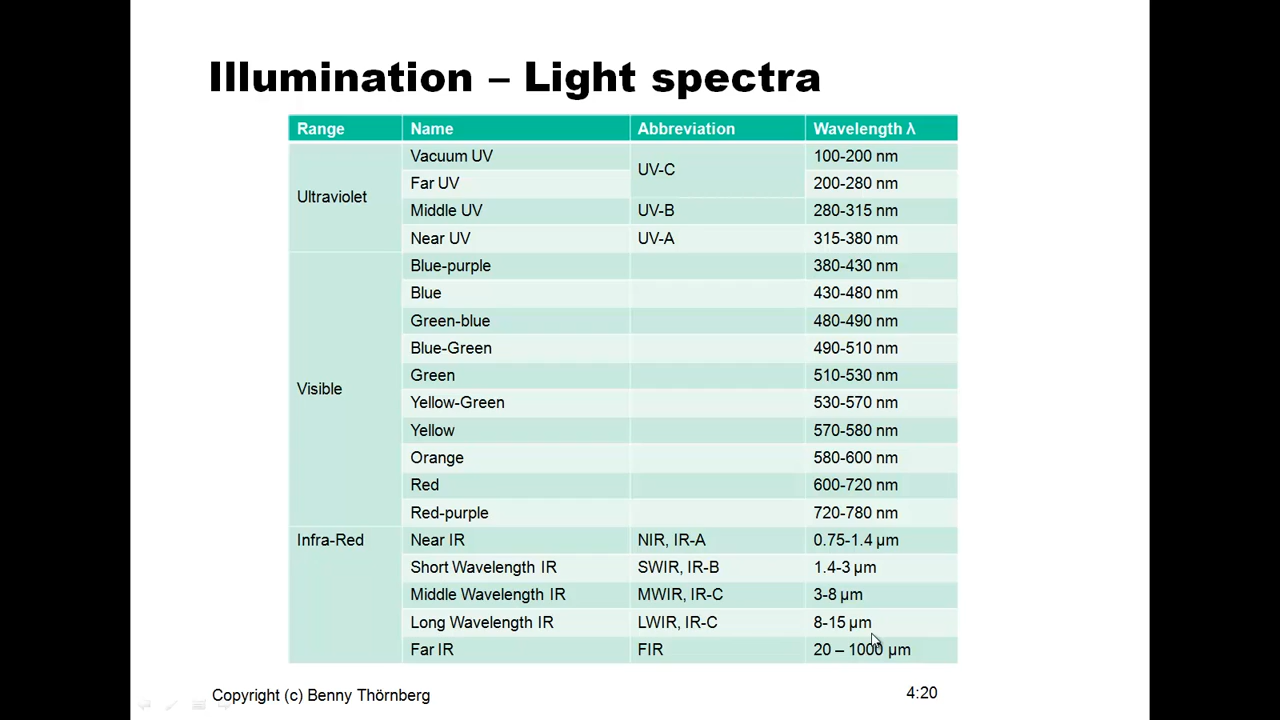 Illumination – Light spectra
Range Name Abbreviation Wavelength λ
Ultraviolet Vacuum UV UV-C 100-200 nm
Far UV 200-280 nm
Middle UV UV-B 280-315 nm
Near UV UV-A 315-380 nm
Visible Blue-purple 380-430 nm
Blue 430-480 nm
Green-blue 480-490 nm
Blue-Green 490-510 nm
Green 510-530 nm
Yellow-Green 530-570 nm
Yellow 570-580 nm
Orange 580-600 nm
Red 600-720 nm
Red-purple 720-780 nm
Infra-Red Near IR NIR, IR-A 0.75-1.4 µm
Short Wavelength IR SWIR, IR-B 1.4-3 µm
Middle Wavelength IR MWIR, IR-C 3-8 µm
Long Wavelength IR LWIR, IR-C 8-15 µm
Far IR FIR 20 – 1000 µm
Copyright (c) Benny Thörnberg 4:20